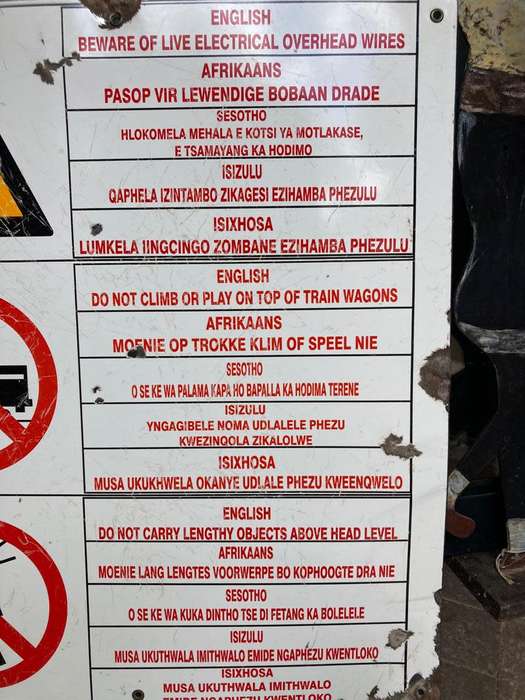 ENGLISH
BEWARE OF LIVE ELECTRICAL OVERHEAD WIRES
AFRIKAANS
PASOP VIR LEWENDIGE BOBAAN DRADE
SESOTHO
HLOKOMELA MEHALA E KOTSI YA MOTLAKASE,
E TSAMAYANG KA HODIMO
ISIZULU
QAPHELA IZINTAMBO ZIKAGESI EZIHAMBA PHEZULU
ISIXHOSA
LUMKELA IINGCINGO ZOMBANE EZIHAMBA PHEZULU
ENGLISH
DO NOT CLIMB OR PLAY ON TOP OF TRAIN WAGONS
AFRIKAANS
MOENIE OP TROKKE KLIM OF SPEEL NIE
SESOTHO
O SE KE WA PALAMA KAPA HO BAPALLA KA HODIMA TERENE
ISIZULU
YNGAGIBELE NOMA UDLALELE PHEZU
KWEZINQOLA ZIKALOLWE
ISIXHOSA
MUSA UKUKHWELA OKANYE UDLALE PHEZU KWEENQWELO
ENGLISH
DO NOT CARRY LENGTHY OBJECTS ABOVE HEAD LEVEL
AFRIKAANS
MOENIE LANG LENGTES VOORWERPE BO KOPHOOGTE DRA NIE
SESOTHO
O SE KE WA KUKA DINTHO TSE DI FETANG KA BOLELELE
ISIZULU
MUSA UKUTHWALA IMITHWALO EMIDE NGAPHEZU KWENTLOKO
ISIXHOSA
MUSA UKUTHWALA IMITHWALO
EMIDE NGAPHEZU KWENTLOKO